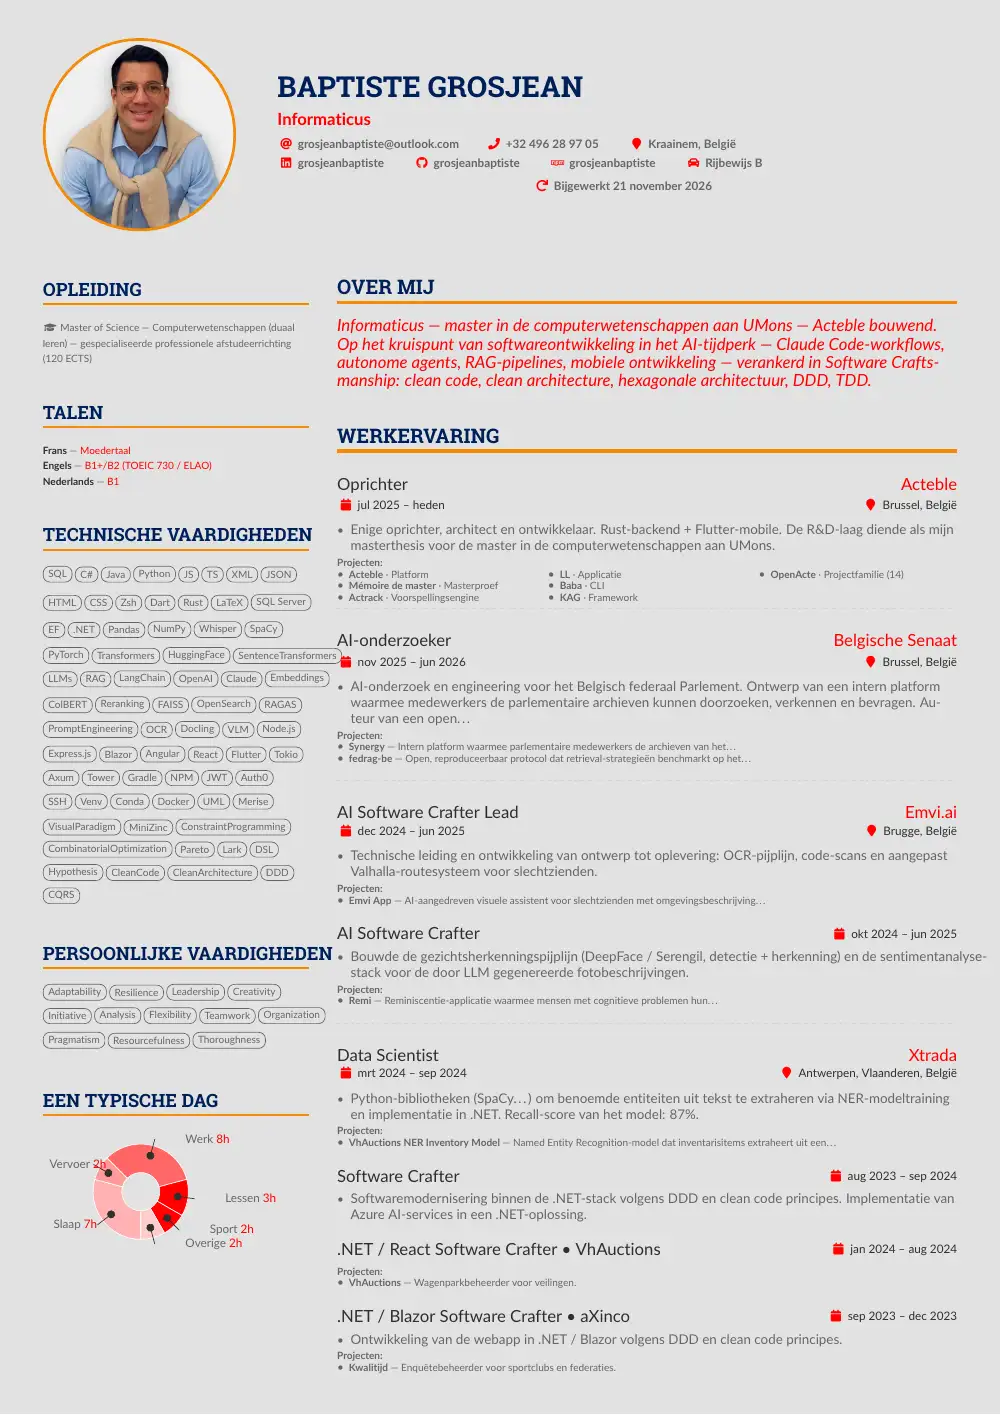 BAPTISTE GROSJEAN
Informaticus
grosjeanbaptiste@outlook.com +32 496 28 97 05 Kraainem, België
grosjeanbaptiste grosjeanbaptiste grosjeanbaptiste Rijbewijs B
Bijgewerkt 21 november 2026
OPLEIDING
Master of Science — Computerwetenschappen (duaal
leren) — gespecialiseerde professionele afstudeerrichting
(120 ECTS)
TALEN
Frans — Moedertaal
Engels — B1+/B2 (TOEIC 730 / ELAO)
Nederlands — B1
TECHNISCHE VAARDIGHEDEN
SQL C# Java Python JS TS XML JSON
HTML CSS Zsh Dart Rust LaTeX SQL Server
EF .NET Pandas NumPy Whisper SpaCy
PyTorch Transformers HuggingFace SentenceTransformers
LLMs RAG LangChain OpenAI Claude Embeddings
ColBERT Reranking FAISS OpenSearch RAGAS
PromptEngineering OCR Docling VLM Node.js
Express.js Blazor Angular React Flutter Tokio
Axum Tower Gradle NPM JWT Auth0
SSH Venv Conda Docker UML Merise
VisualParadigm MiniZinc ConstraintProgramming
CombinatorialOptimization Pareto Lark DSL
Hypothesis CleanCode CleanArchitecture DDD
CQRS
PERSOONLIJKE VAARDIGHEDEN
Adaptability Resilience Leadership Creativity
Initiative Analysis Flexibility Teamwork Organization
Pragmatism Resourcefulness Thoroughness
EEN TYPISCHE DAG
Werk 8h
Vervoer 2h
Lessen 3h
Slaap 7h
Sport 2h
Overige 2h
OVER MIJ
Informaticus — master in de computerwetenschappen aan UMons — Acteble bouwend.
Op het kruispunt van softwareontwikkeling in het AI-tijdperk — Claude Code-workflows,
autonome agents, RAG-pipelines, mobiele ontwikkeling — verankerd in Software Crafts-
manship: clean code, clean architecture, hexagonale architectuur, DDD, TDD.
WERKERVARING
Oprichter Acteble
jul 2025 – heden Brussel, België
• Enige oprichter, architect en ontwikkelaar. Rust-backend + Flutter-mobile. De R&D-laag diende als mijn
masterthesis voor de master in de computerwetenschappen aan UMons.
Projecten:
• Acteble · Platform • LL · Applicatie • OpenActe · Projectfamilie (14)
• Mémoire de master · Masterproef • Baba · CLI
• Actrack · Voorspellingsengine • KAG · Framework
AI-onderzoeker Belgische Senaat
nov 2025 – jun 2026 Brussel, België
• AI-onderzoek en engineering voor het Belgisch federaal Parlement. Ontwerp van een intern platform
waarmee medewerkers de parlementaire archieven kunnen doorzoeken, verkennen en bevragen. Au-
teur van een open…
Projecten:
• Synergy — Intern platform waarmee parlementaire medewerkers de archieven van het…
• fedrag-be — Open, reproduceerbaar protocol dat retrieval-strategieën benchmarkt op het…
AI Software Crafter Lead Emvi.ai
dec 2024 – jun 2025 Brugge, België
• Technische leiding en ontwikkeling van ontwerp tot oplevering: OCR-pijplijn, code-scans en aangepast
Valhalla-routesysteem voor slechtzienden.
Projecten:
• Emvi App — AI-aangedreven visuele assistent voor slechtzienden met omgevingsbeschrijving…
AI Software Crafter okt 2024 – jun 2025
• Bouwde de gezichtsherkenningspijplijn (DeepFace / Serengil, detectie + herkenning) en de sentimentanalyse-
stack voor de door LLM gegenereerde fotobeschrijvingen.
Projecten:
• Remi — Reminiscentie-applicatie waarmee mensen met cognitieve problemen hun…
Data Scientist Xtrada
mrt 2024 – sep 2024 Antwerpen, Vlaanderen, België
• Python-bibliotheken (SpaCy…) om benoemde entiteiten uit tekst te extraheren via NER-modeltraining
en implementatie in .NET. Recall-score van het model: 87%.
Projecten:
• VhAuctions NER Inventory Model — Named Entity Recognition-model dat inventarisitems extraheert uit een…
Software Crafter aug 2023 – sep 2024
• Softwaremodernisering binnen de .NET-stack volgens DDD en clean code principes. Implementatie van
Azure AI-services in een .NET-oplossing.
.NET / React Software Crafter • VhAuctions jan 2024 – aug 2024
Projecten:
• VhAuctions — Wagenparkbeheerder voor veilingen.
.NET / Blazor Software Crafter • aXinco sep 2023 – dec 2023
• Ontwikkeling van de webapp in .NET / Blazor volgens DDD en clean code principes.
Projecten:
• Kwalitijd — Enquêtebeheerder voor sportclubs en federaties.